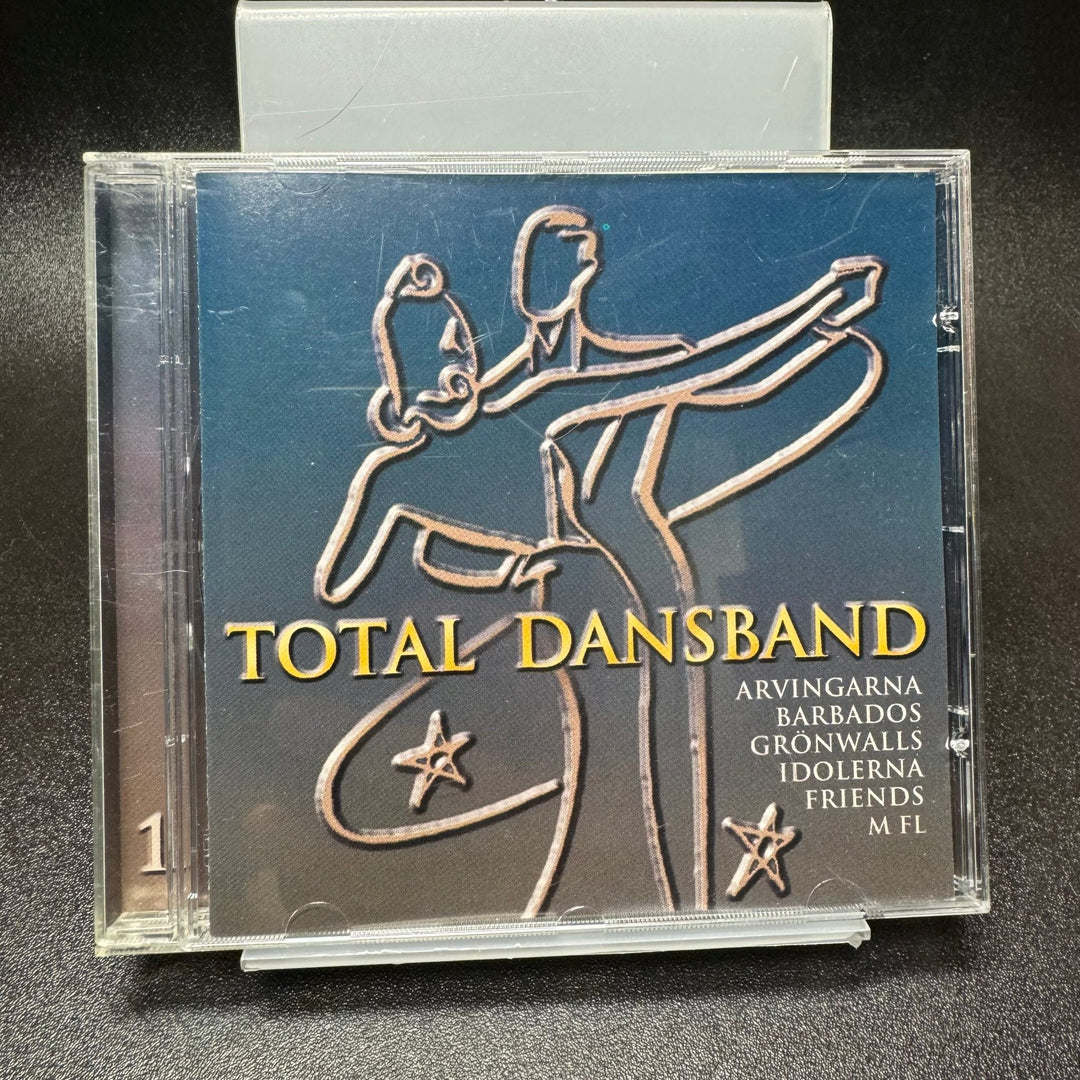 TOTAL DANSBAND
ARVINGARNA
BARBADOS
GRÖNWALLS
IDOLERNA
FRIENDS
M FL
1